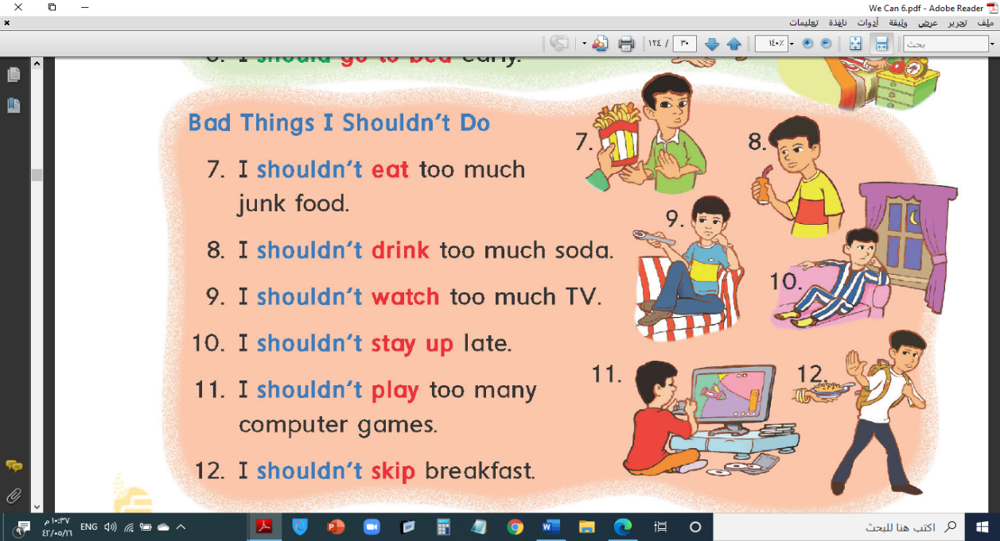 We Can 6.pdf - Adobe Reader
ملف تحرير عرض وثيقة أدوات نافذة تعليمات
١٢٤ / ٣٠
١٤٠٪
بحث
6. I should go to bed early.
Bad Things I Shouldn't Do
7. I shouldn't eat too much
junk food.
8. I shouldn't drink too much soda.
9. I shouldn't watch too much TV.
10. I shouldn't stay up late.
11. I shouldn't play too many
computer games.
12. I shouldn't skip breakfast.
7.
8.
9.
10.
11.
12.
١٠:٣٧ م
٤٢/٠٥/١٦
ENG
اكتب هنا للبحث